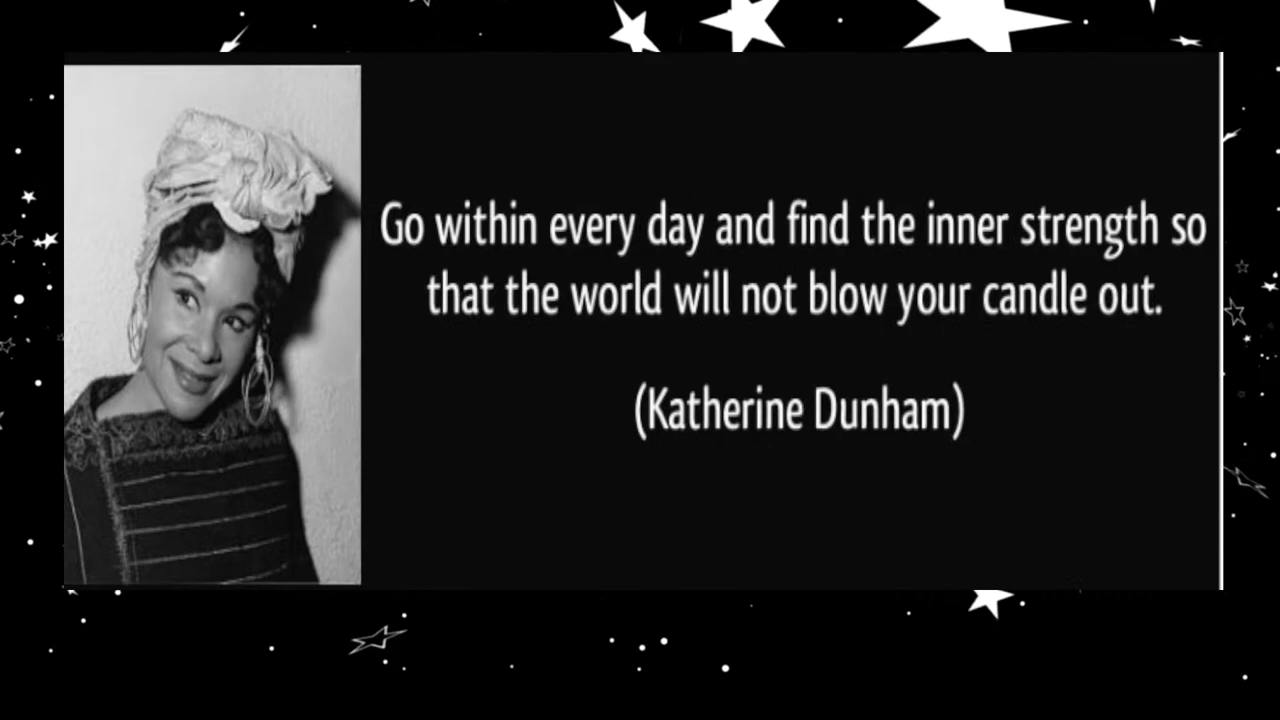 Go within every day and find the inner strength so
that the world will not blow your candle out.
(Katherine Dunham)